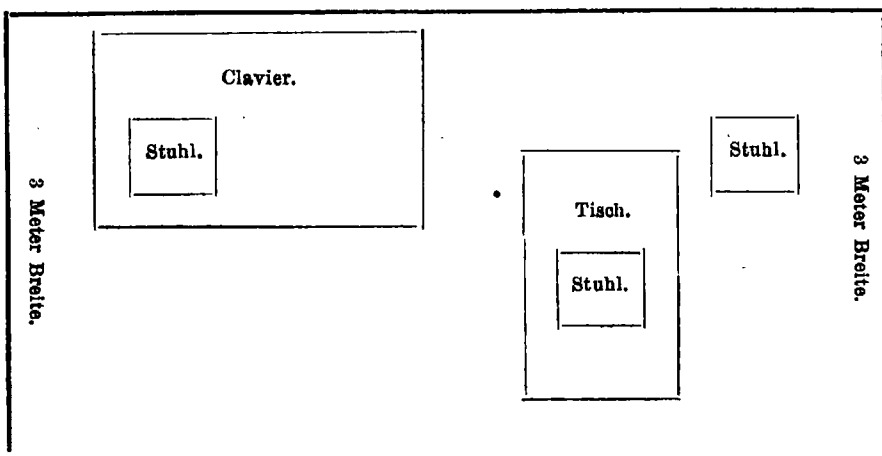 Clavier.
Stuhl.
Stuhl.
3 Meter Breite.
3 Meter Breite.
Tisch.
Stuhl.